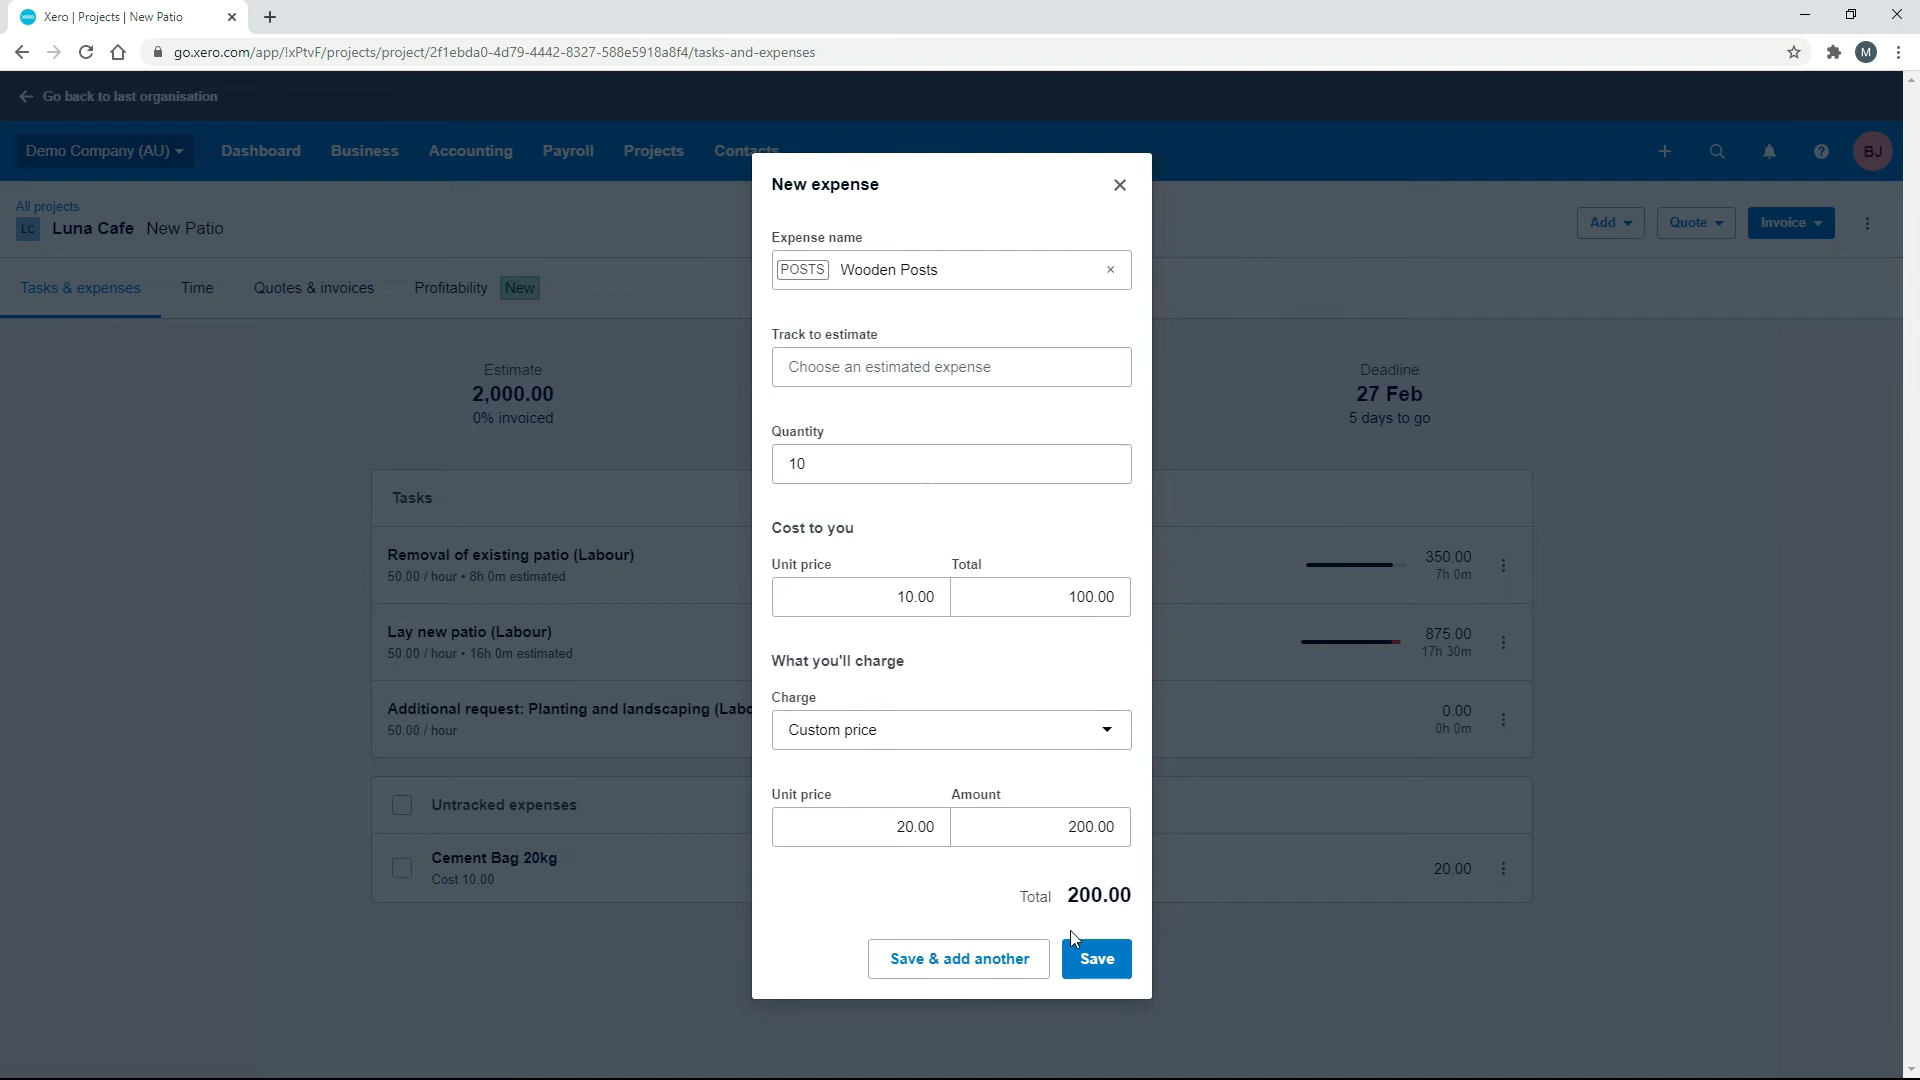 Xero | Projects | New Patio
go.xero.com/app/!xPtvF/projects/project/2f1ebda0-4d79-4442-8327-588e5918a8f4/tasks-and-expenses
M
Go back to last organisation
Demo Company (AU) Dashboard Business Accounting Payroll Projects Contacts
BJ
All projects
LC Luna Cafe New Patio
Add Quote Invoice
Tasks & expenses Time Quotes & invoices Profitability New
Estimate
2,000.00
0% invoiced
Deadline
27 Feb
5 days to go
Tasks
Removal of existing patio (Labour)
50.00 / hour • 8h 0m estimated
350.00
7h 0m
Lay new patio (Labour)
50.00 / hour • 16h 0m estimated
875.00
17h 30m
Additional request: Planting and landscaping (Labo
50.00 / hour
0.00
0h 0m
Untracked expenses
Cement Bag 20kg
Cost 10.00
20.00
New expense
Expense name
POSTS Wooden Posts
Track to estimate
Choose an estimated expense
Quantity
10
Cost to you
Unit price Total
10.00 100.00
What you'll charge
Charge
Custom price
Unit price Amount
20.00 200.00
Total 200.00
Save & add another Save